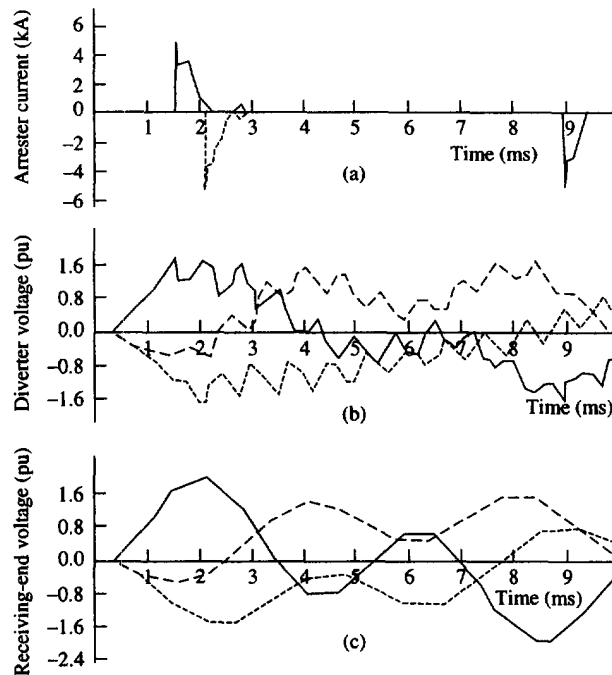 Arrester current (kA)
6
4
2
0
−2
−4
−6
1 2 3 4 5 6 7 8 9
Time (ms)
(a)
Diverter voltage (pu)
1.6
0.8
0.0
−0.8
−1.6
1 2 3 4 5 6 7 8 9
Time (ms)
(b)
Receiving-end voltage (pu)
1.6
0.8
0.0
−0.8
−1.6
−2.4
1 2 3 4 5 6 7 8 9
Time (ms)
(c)